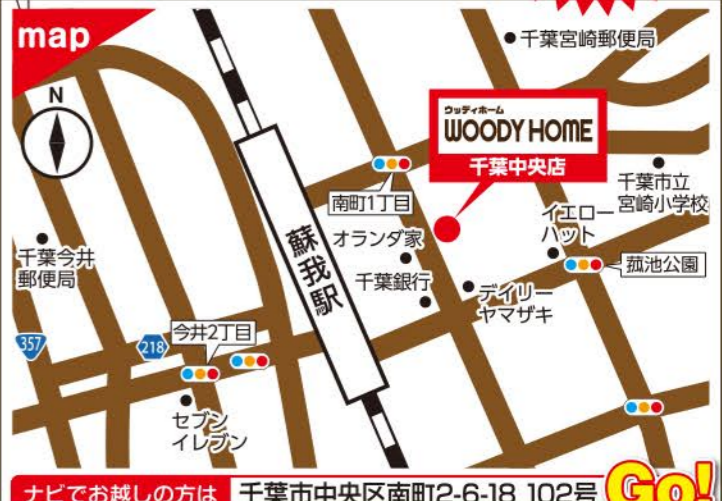 map
千葉宮崎郵便局
N
ウッディホーム
WOODY HOME
千葉中央店
南町1丁目
千葉市立
宮崎小学校
イエロー
ハット
オランダ家
蘇我駅
千葉今井
郵便局
千葉銀行
菰池公園
デイリー
ヤマザキ
357
218
今井2丁目
セブン
イレブン
ナビでお越しの方は 千葉市中央区南町2-6-18 102号 Go!